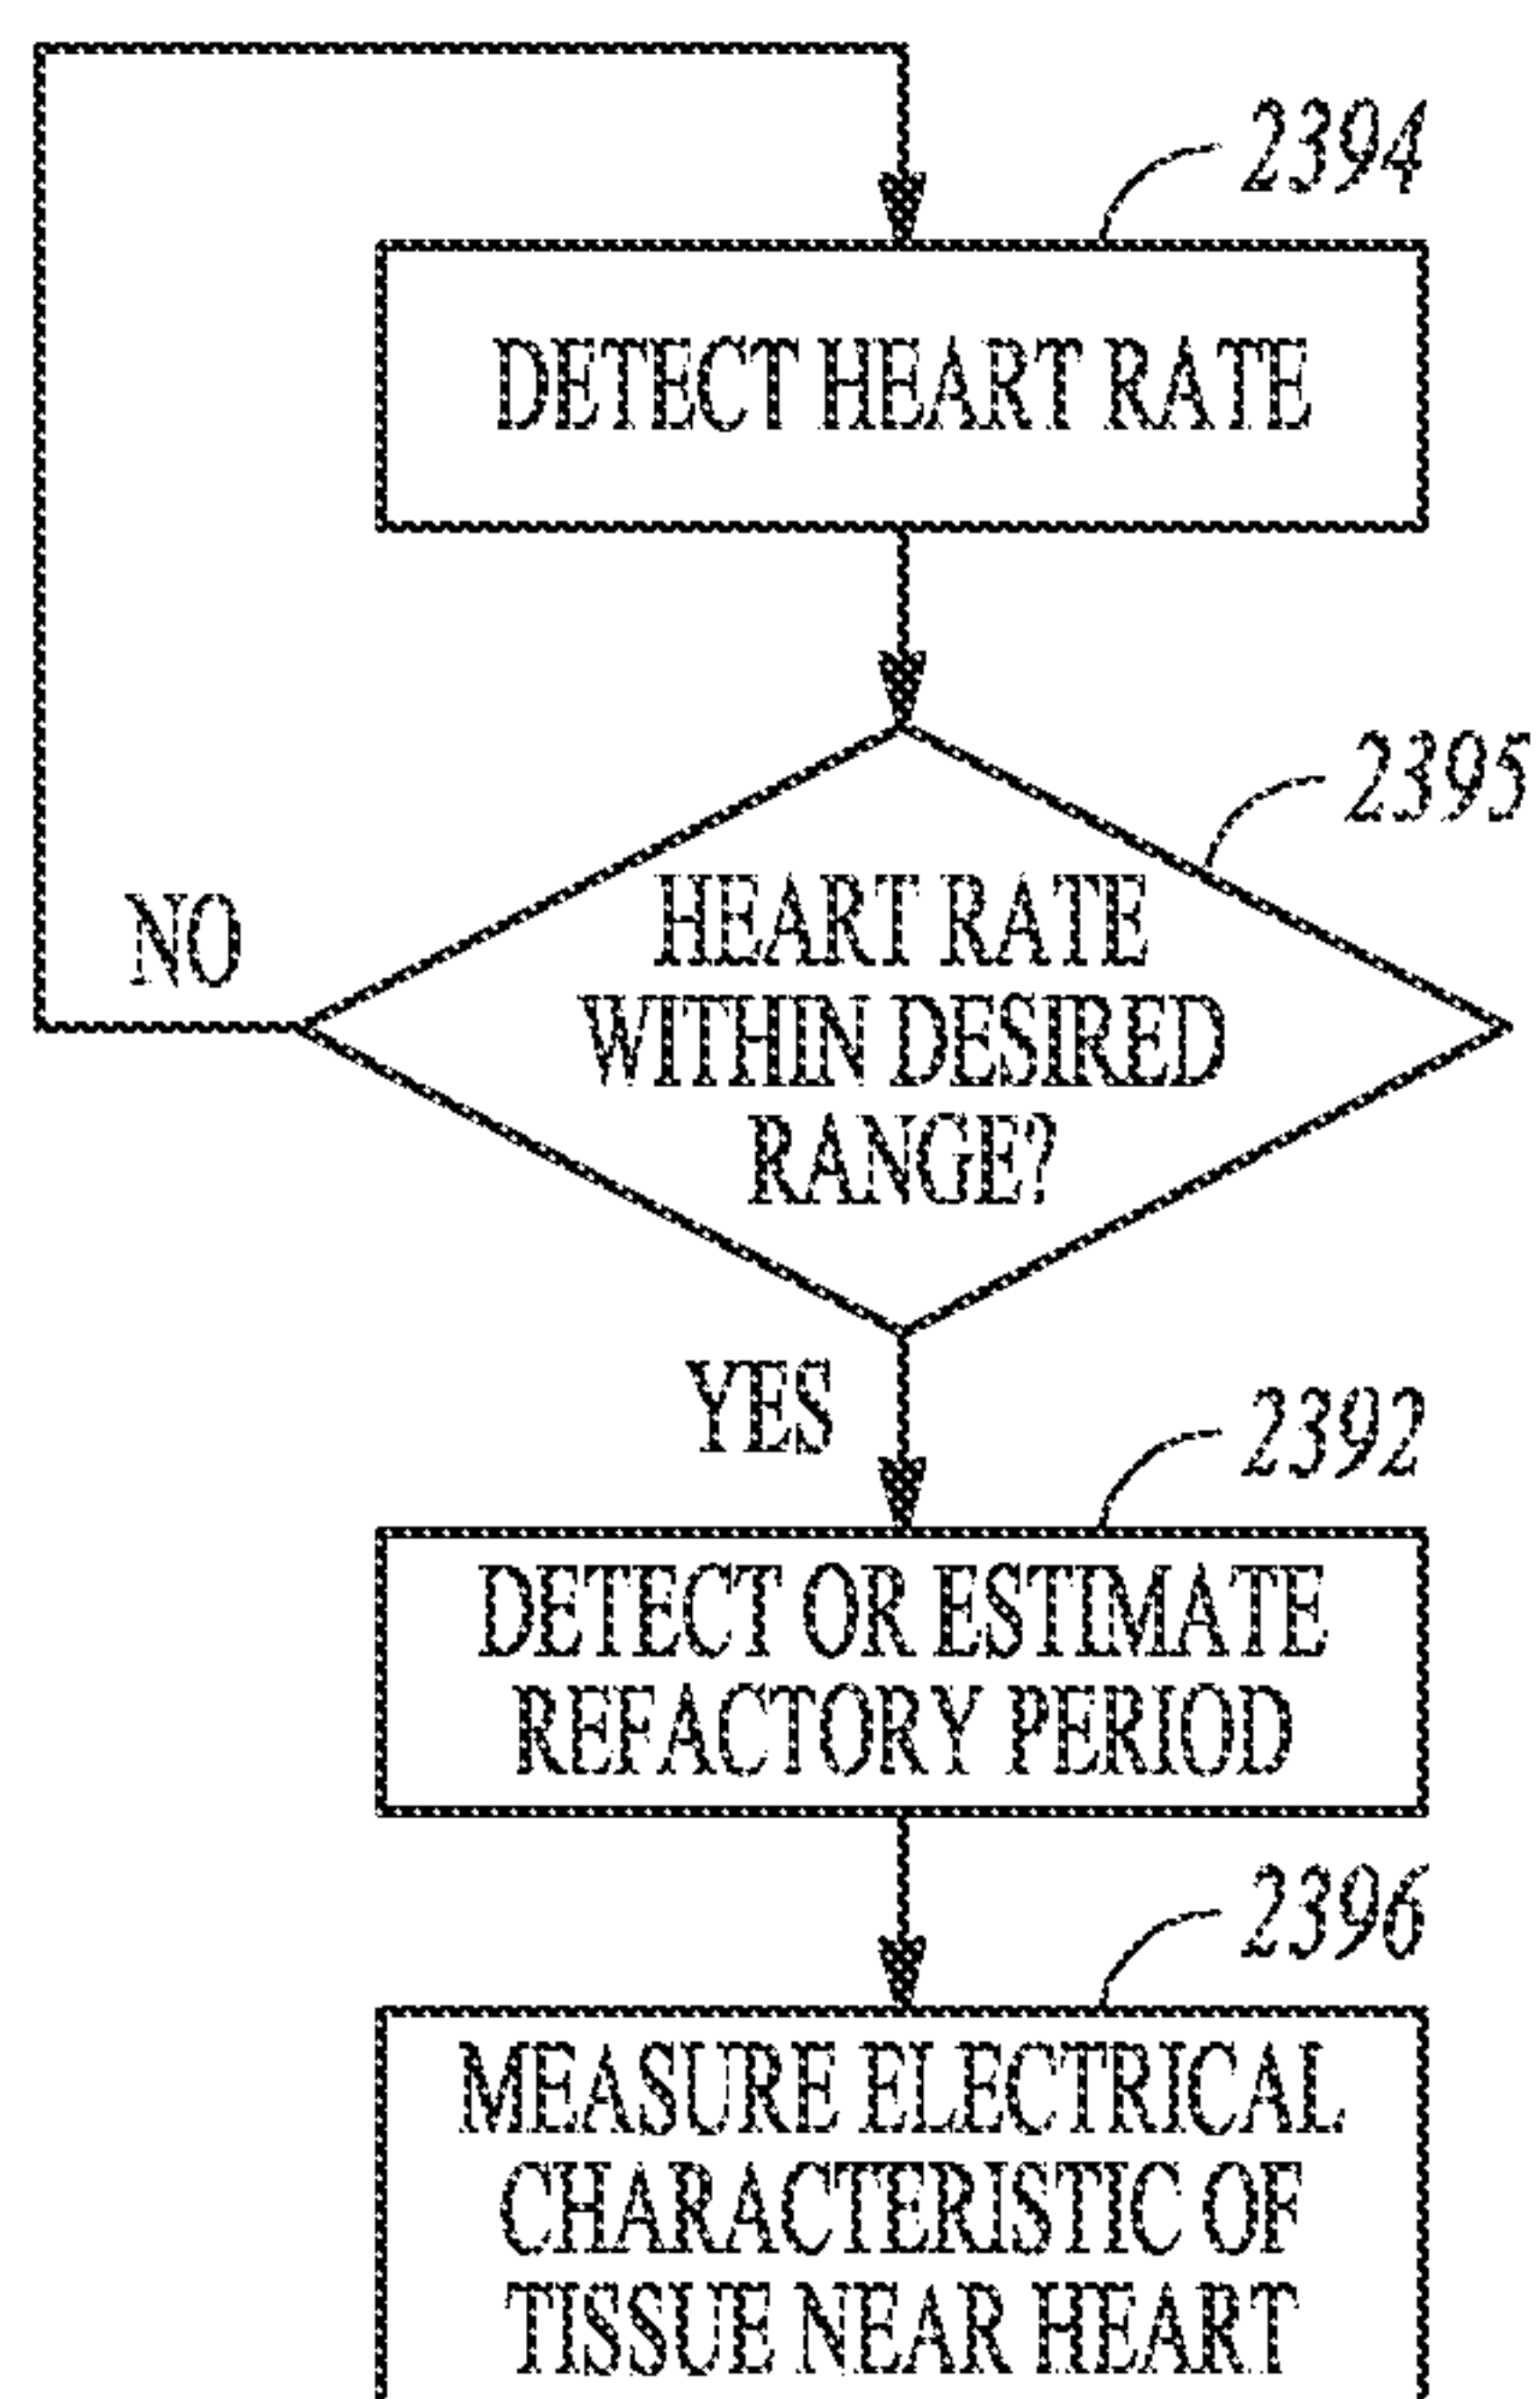 2394
DETECT HEART RATE
2395
HEART RATE
WITHIN DESIRED
RANGE?
NO
YES
2392
DETECT OR ESTIMATE
REFACTORY PERIOD
2396
MEASURE ELECTRICAL
CHARACTERISTIC OF
TISSUE NEAR HEART